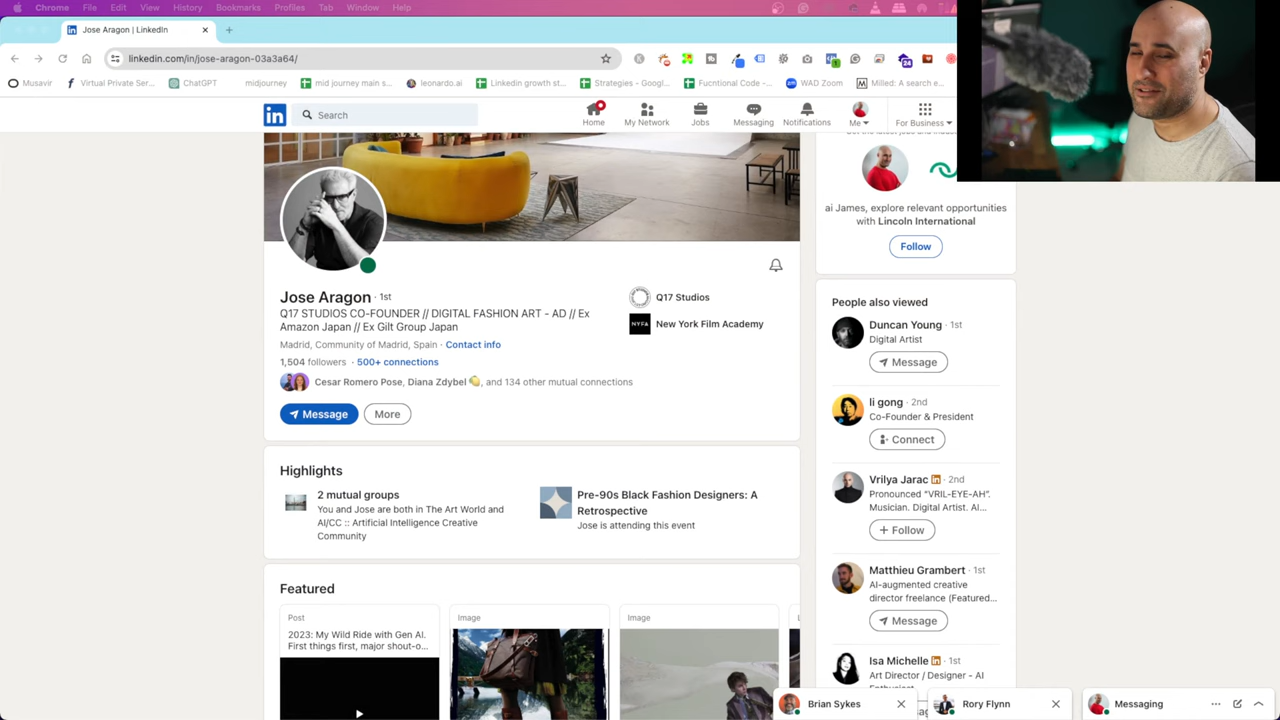 Chrome File Edit View History Bookmarks Profiles Tab Window Help
Jose Aragon | LinkedIn
linkedin.com/in/jose-aragon-03a3a64/
Musavir Virtual Private Ser... ChatGPT midjourney mid journey main s... leonardo.ai Linkedin growth st... Strategies - Googl... Fucntional Code -... WAD Zoom Milled: A search e...
Search
Home My Network Jobs Messaging Notifications Me For Business
ai James, explore relevant opportunities
with Lincoln International
Follow
Jose Aragon · 1st
Q17 STUDIOS CO-FOUNDER // DIGITAL FASHION ART - AD // Ex
Amazon Japan // Ex Gilt Group Japan
Madrid, Community of Madrid, Spain · Contact info
1,504 followers · 500+ connections
Cesar Romero Pose, Diana Zdybel 🍋, and 134 other mutual connections
Message More
Q17 Studios
NYFA New York Film Academy
Highlights
2 mutual groups
You and Jose are both in The Art World and
AI/CC :: Artificial Intelligence Creative
Community
Pre-90s Black Fashion Designers: A
Retrospective
Jose is attending this event
Featured
Post
2023: My Wild Ride with Gen AI.
First things first, major shout-o...
Image
Image
People also viewed
Duncan Young · 1st
Digital Artist
Message
li gong · 2nd
Co-Founder & President
Connect
Vrilya Jarac · 2nd
Pronounced "VRIL-EYE-AH".
Musician. Digital Artist. AI...
+ Follow
Matthieu Grambert · 1st
AI-augmented creative
director freelance (Featured...
Message
Isa Michelle · 1st
Art Director / Designer - AI
Brian Sykes
Rory Flynn
Messaging